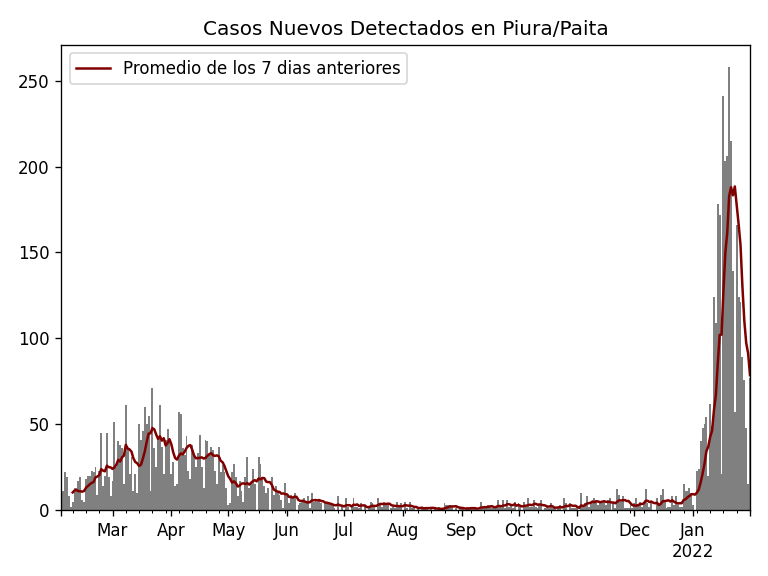 Casos Nuevos Detectados en Piura/Paita
Promedio de los 7 dias anteriores
250
200
150
100
50
0
Mar Apr May Jun Jul Aug Sep Oct Nov Dec Jan
2022